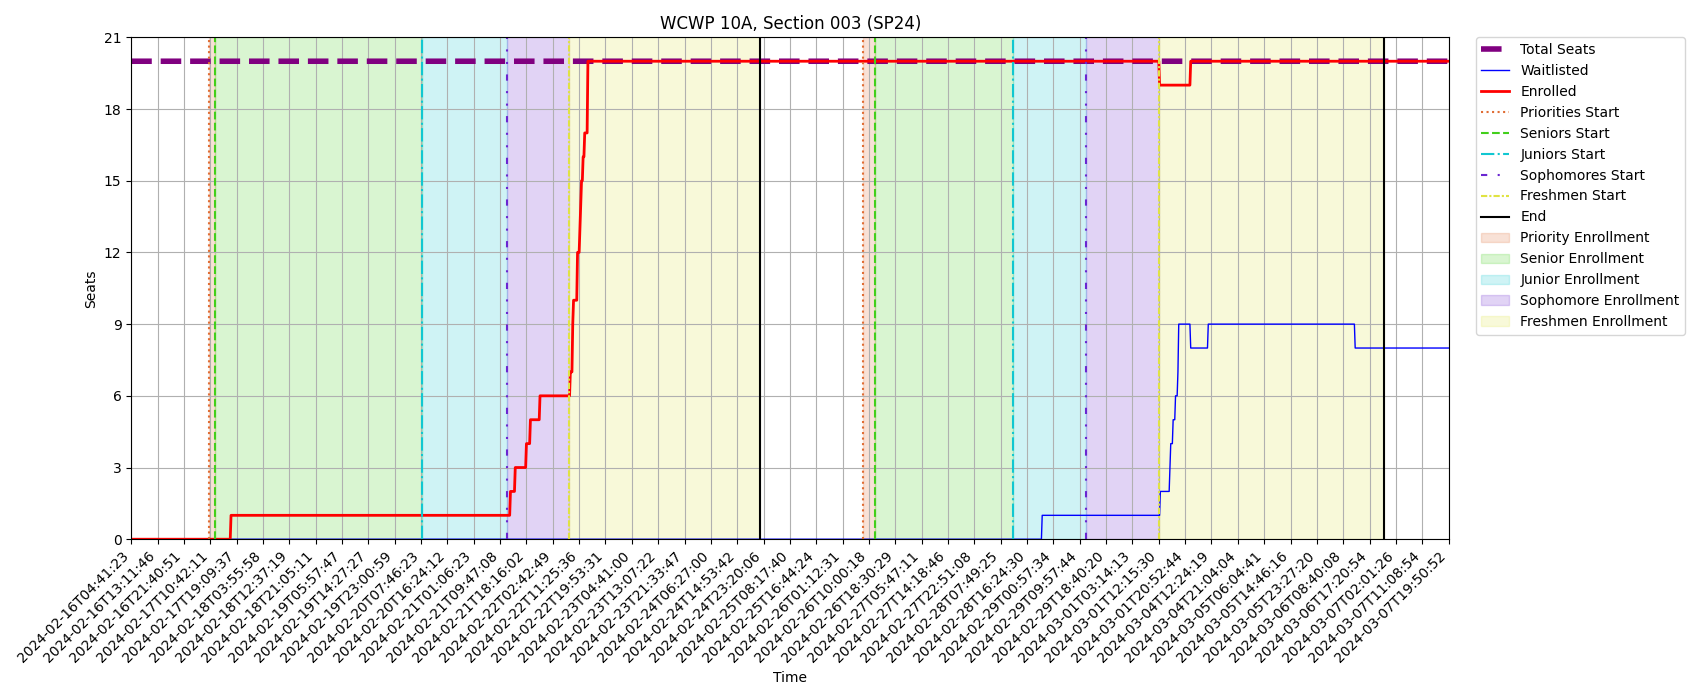 WCWP 10A, Section 003 (SP24)
21
18
15
12
9
6
3
0
Seats
2024-02-16T04:41:23
2024-02-16T13:11:46
2024-02-16T21:40:51
2024-02-17T10:42:11
2024-02-17T19:09:37
2024-02-18T03:55:58
2024-02-18T12:37:19
2024-02-18T21:05:11
2024-02-19T05:57:47
2024-02-19T14:27:27
2024-02-19T23:00:59
2024-02-20T07:46:23
2024-02-20T16:24:12
2024-02-21T01:06:23
2024-02-21T09:47:08
2024-02-21T18:16:02
2024-02-22T02:42:49
2024-02-22T11:25:36
2024-02-22T19:53:31
2024-02-23T04:41:00
2024-02-23T13:07:22
2024-02-23T21:33:47
2024-02-24T06:27:00
2024-02-24T14:53:42
2024-02-24T23:20:06
2024-02-25T08:17:40
2024-02-25T16:44:24
2024-02-26T01:12:31
2024-02-26T10:00:18
2024-02-26T18:30:29
2024-02-27T05:47:11
2024-02-27T14:18:46
2024-02-27T22:51:08
2024-02-28T07:49:25
2024-02-28T16:24:30
2024-02-29T00:57:34
2024-02-29T09:57:44
2024-02-29T18:40:20
2024-03-01T03:14:13
2024-03-01T12:15:30
2024-03-01T20:52:44
2024-03-04T12:24:19
2024-03-04T21:04:04
2024-03-05T06:04:41
2024-03-05T14:46:16
2024-03-05T23:27:20
2024-03-06T08:40:08
2024-03-06T17:20:54
2024-03-07T02:01:26
2024-03-07T11:08:54
2024-03-07T19:50:52
Time
Total Seats
Waitlisted
Enrolled
Priorities Start
Seniors Start
Juniors Start
Sophomores Start
Freshmen Start
End
Priority Enrollment
Senior Enrollment
Junior Enrollment
Sophomore Enrollment
Freshmen Enrollment